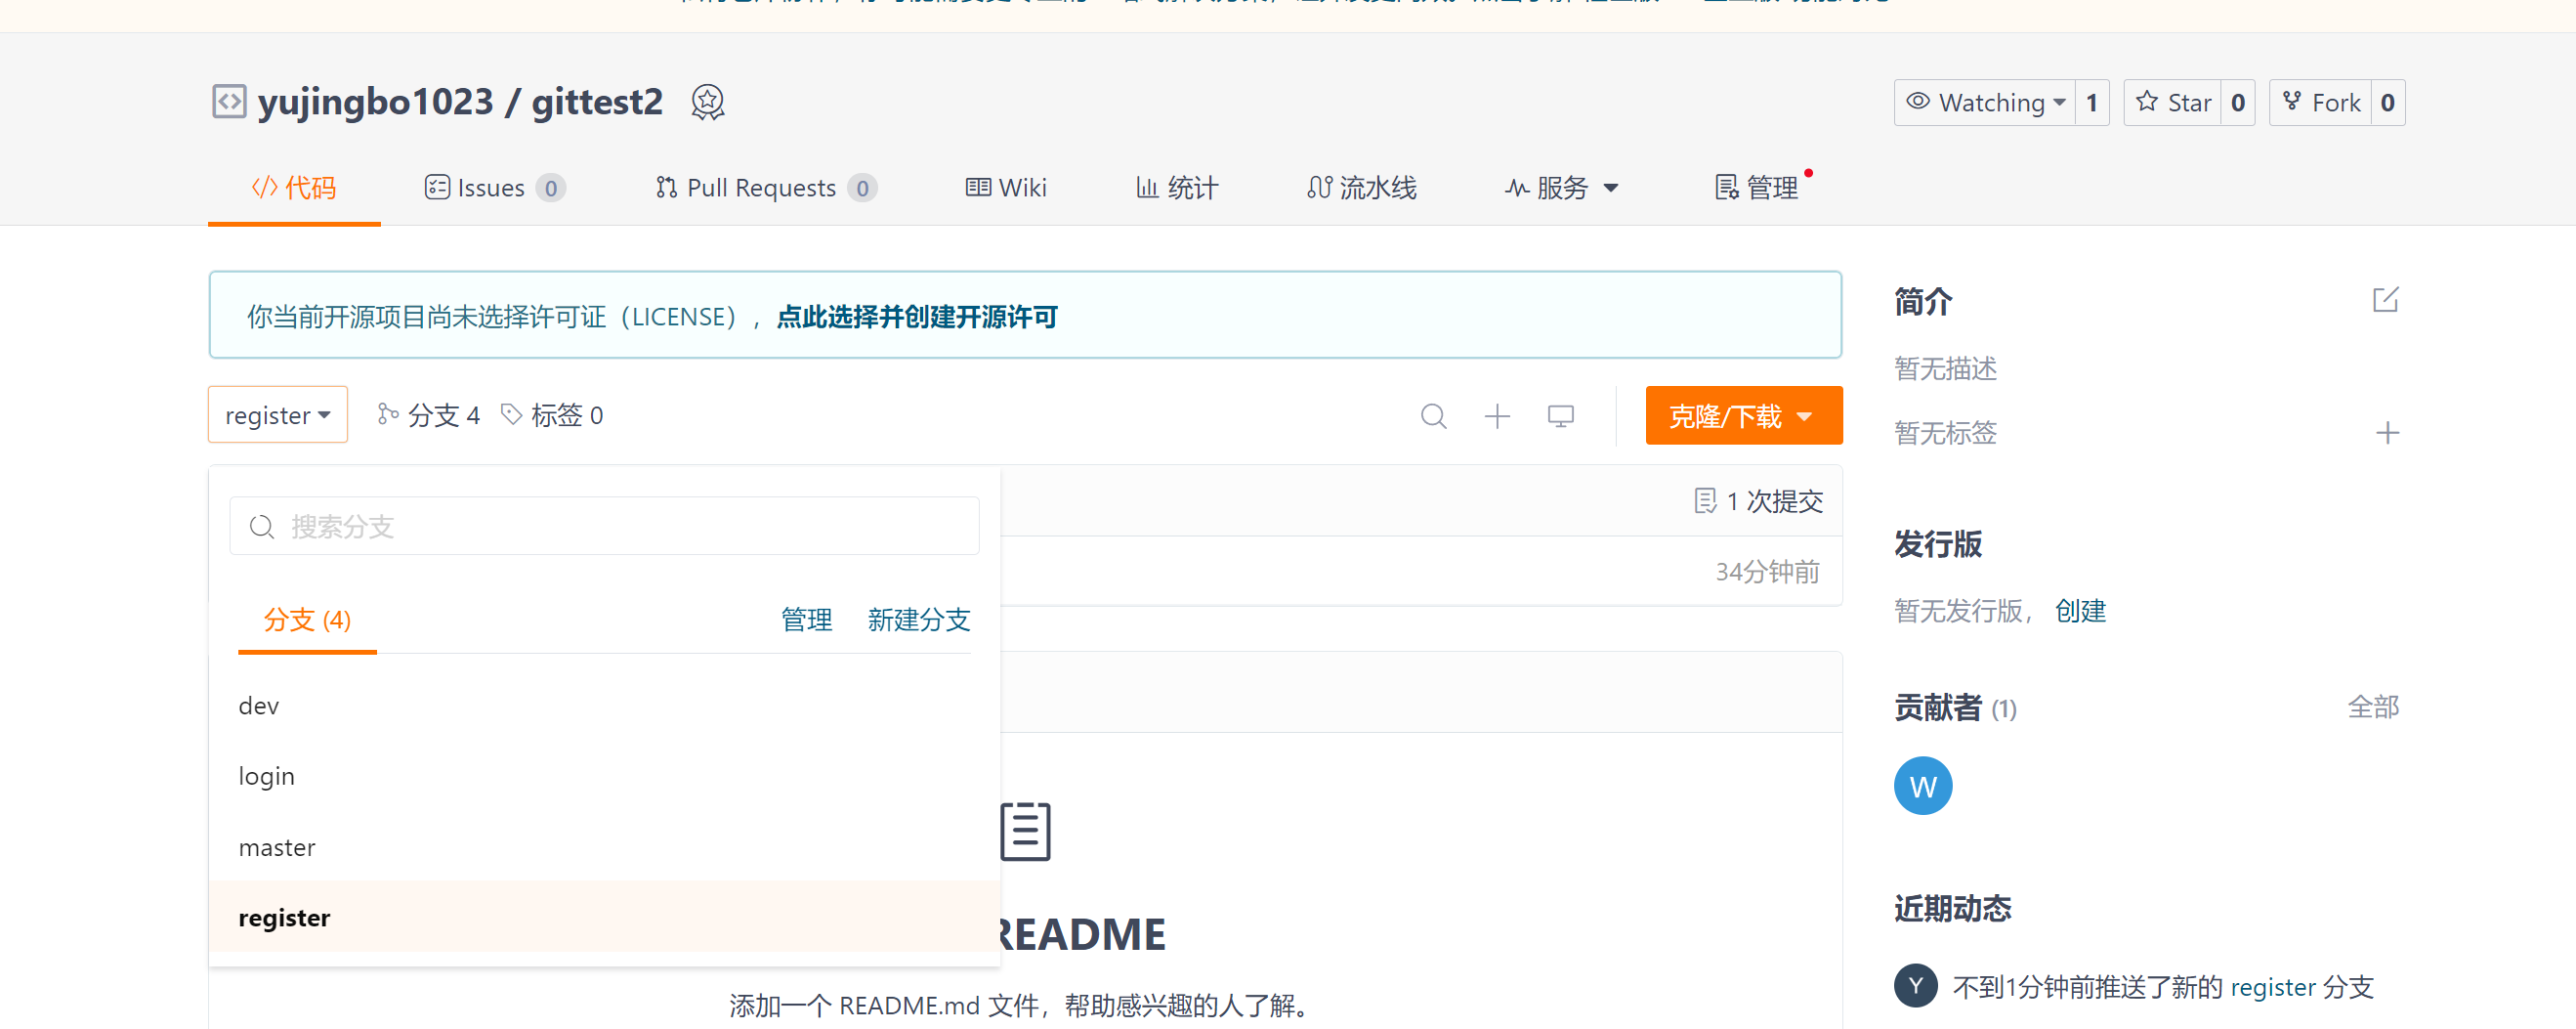 yujingbo1023 / gittest2
Watching 1 Star 0 Fork 0
代码 Issues 0 Pull Requests 0 Wiki 统计 流水线 服务 管理
你当前开源项目尚未选择许可证（LICENSE），点此选择并创建开源许可
register 分支 4 标签 0 克隆/下载
搜索分支
1 次提交
34分钟前
分支 (4) 管理 新建分支
dev
login
master
register
README
添加一个 README.md 文件，帮助感兴趣的人了解。
简介
暂无描述
暂无标签
发行版
暂无发行版， 创建
贡献者 (1) 全部
W
近期动态
Y 不到1分钟前推送了新的 register 分支